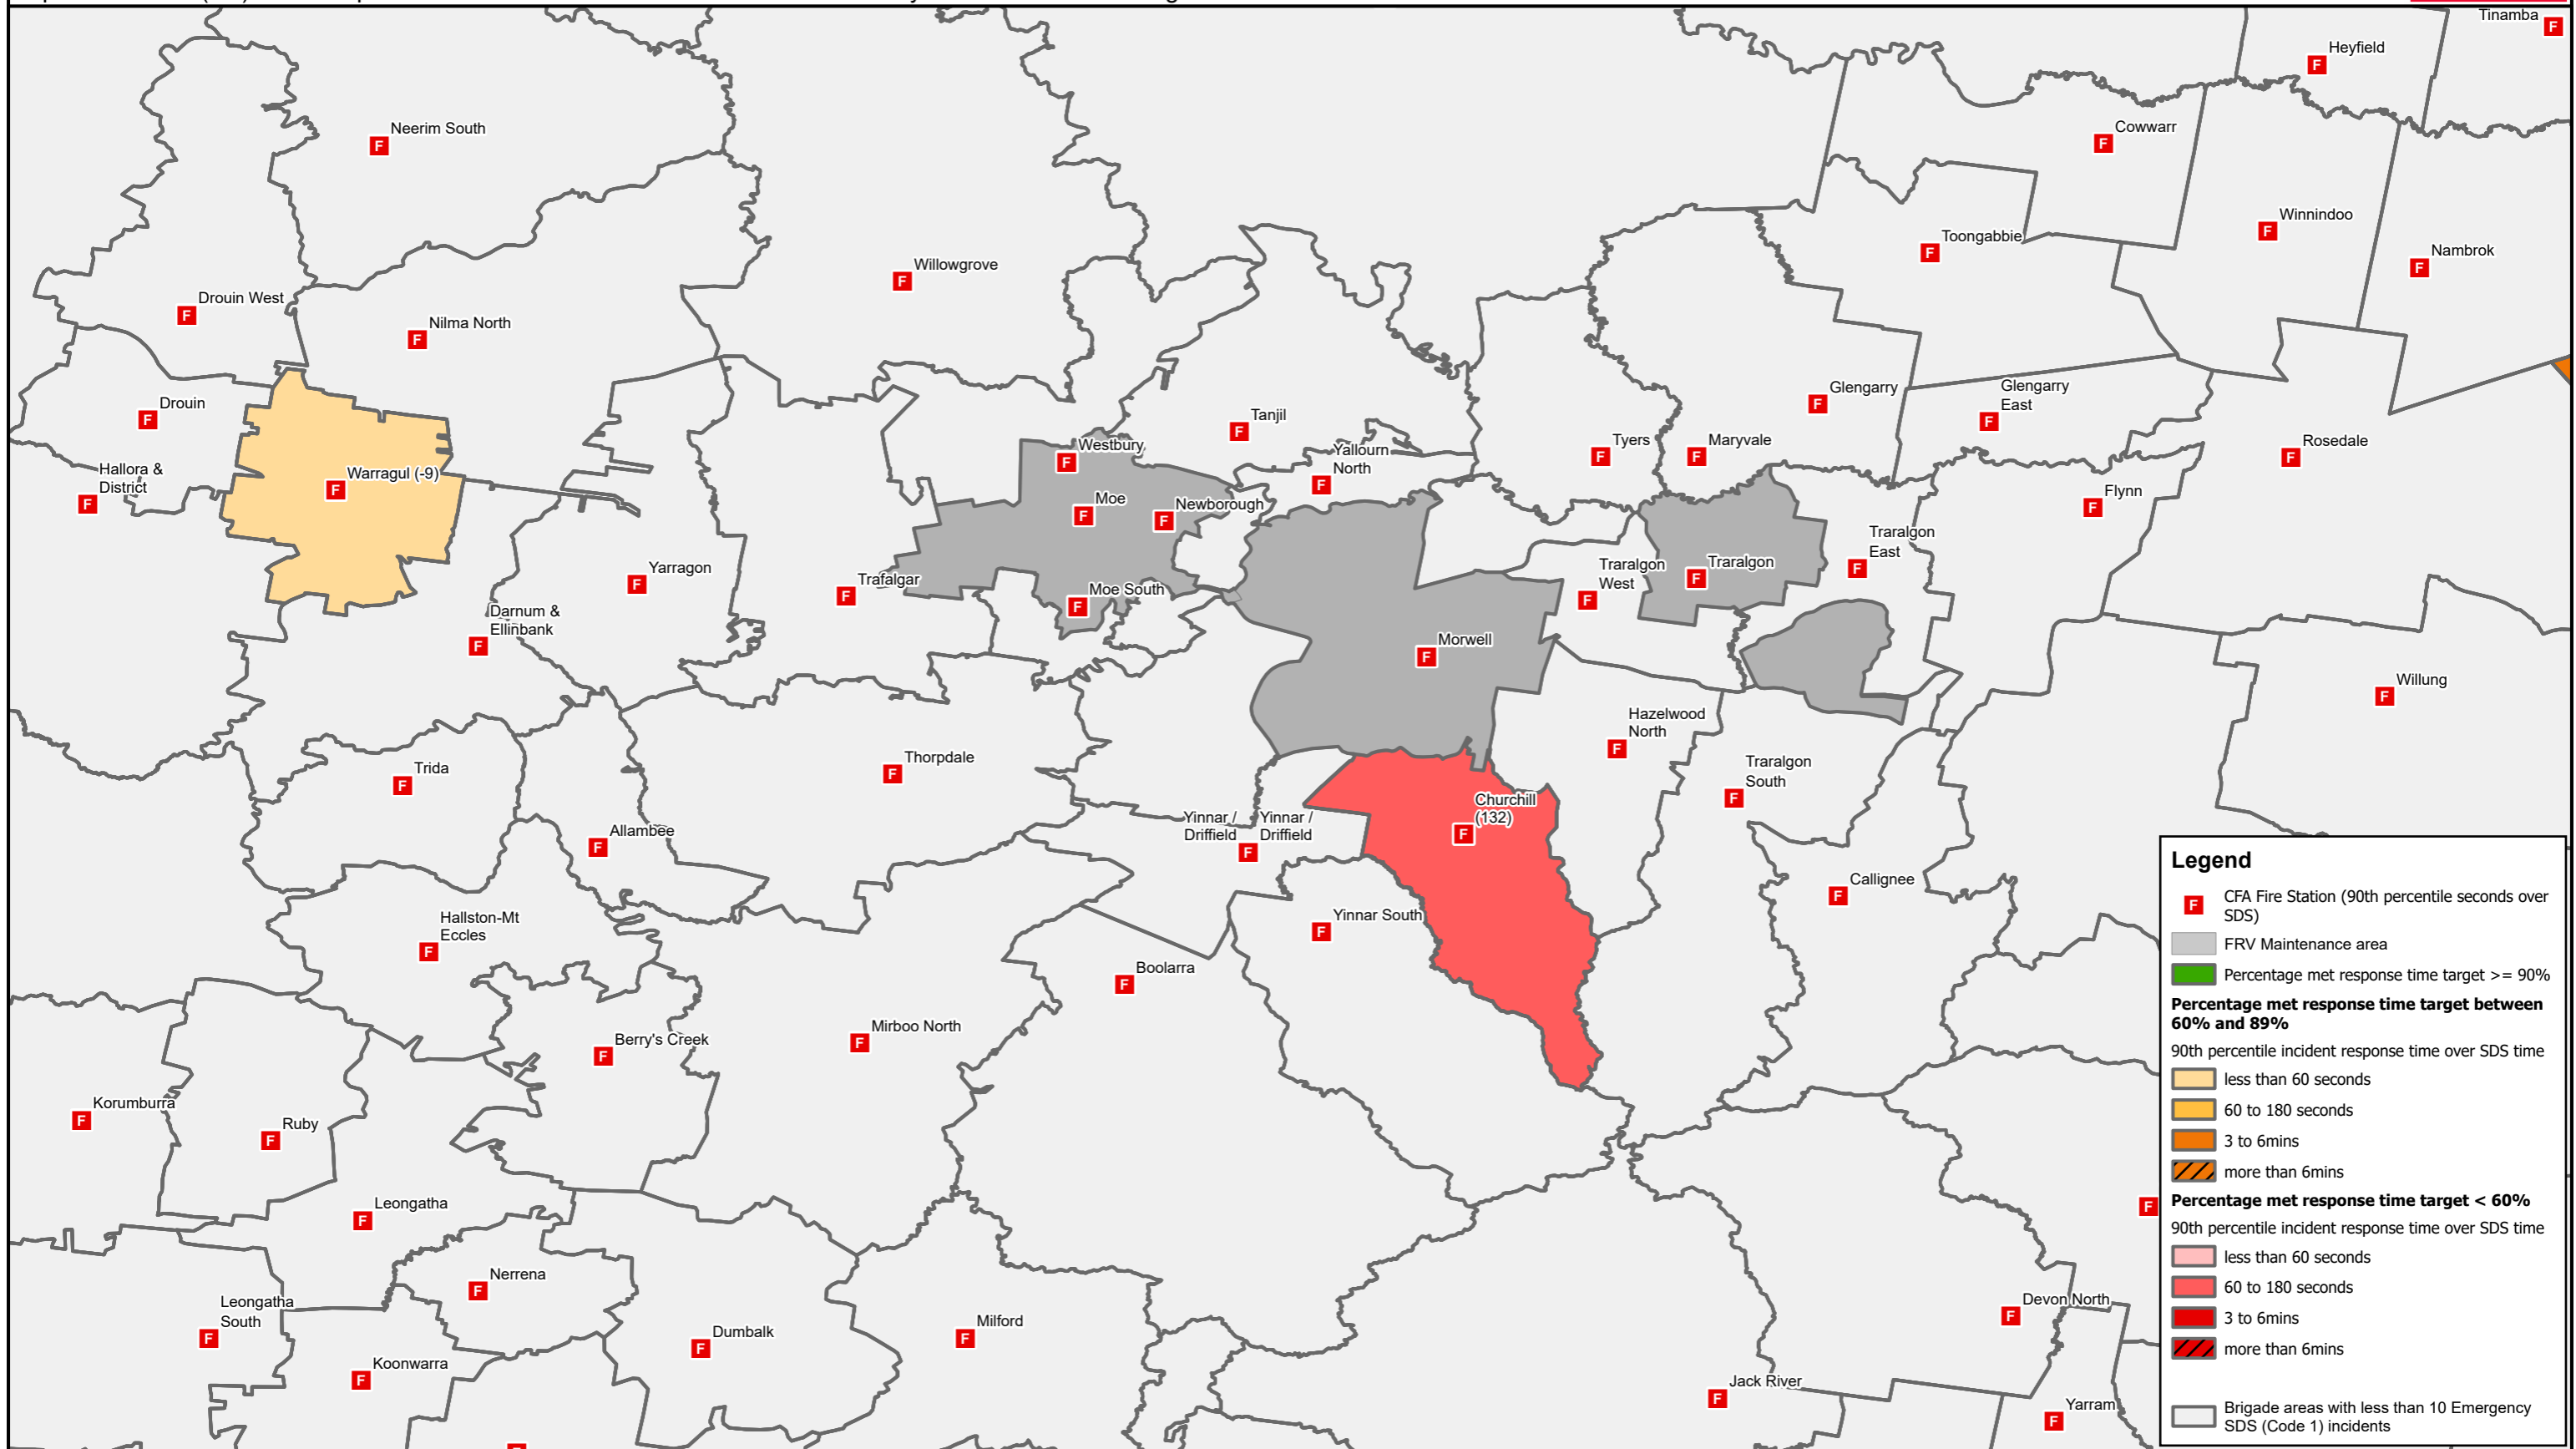 Tinamba
Heyfield
Cowwarr
Neerim South
Winnindoo
Toongabbie
Nambrok
Willowgrove
Drouin West
Nilma North
Glengarry
Glengarry
East
Drouin
Tanjil
Westbury
Yallourn
North
Tyers
Maryvale
Rosedale
Hallora &
District
Warragul (-9)
Moe
Newborough
Flynn
Traralgon
East
Yarragon
Trafalgar
Moe South
Traralgon
West
Traralgon
Darnum &
Ellinbank
Morwell
Willung
Hazelwood
North
Trida
Thorpdale
Traralgon
South
Churchill
(132)
Yinnar /
Driffield
Yinnar /
Driffield
Allambee
Callignee
Hallston-Mt
Eccles
Yinnar South
Boolarra
Mirboo North
Berry's Creek
Korumburra
Ruby
Leongatha
Nerrena
Leongatha
South
Dumbalk
Milford
Koonwarra
Devon North
Jack River
Yarram
Legend
CFA Fire Station (90th percentile seconds over
SDS)
FRV Maintenance area
Percentage met response time target >= 90%
Percentage met response time target between
60% and 89%
90th percentile incident response time over SDS time
less than 60 seconds
60 to 180 seconds
3 to 6mins
more than 6mins
Percentage met response time target < 60%
90th percentile incident response time over SDS time
less than 60 seconds
60 to 180 seconds
3 to 6mins
more than 6mins
Brigade areas with less than 10 Emergency
SDS (Code 1) incidents